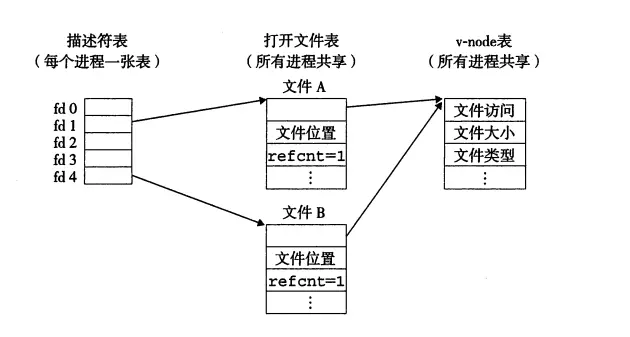 描述符表
（每个进程一张表）
打开文件表
（所有进程共享）
v-node表
（所有进程共享）
fd 0
fd 1
fd 2
fd 3
fd 4
文件 A
文件位置
refcnt=1
⋮
文件 B
文件位置
refcnt=1
⋮
文件访问
文件大小
文件类型
⋮